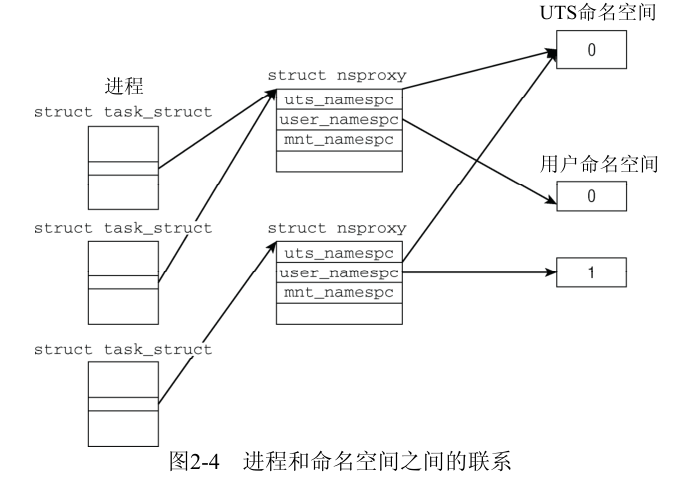 UTS命名空间
0
struct nsproxy
进程
uts_namespc
struct task_struct
user_namespc
mnt_namespc
用户命名空间
0
struct task_struct
struct nsproxy
uts_namespc
user_namespc
1
mnt_namespc
struct task_struct
图2-4 进程和命名空间之间的联系